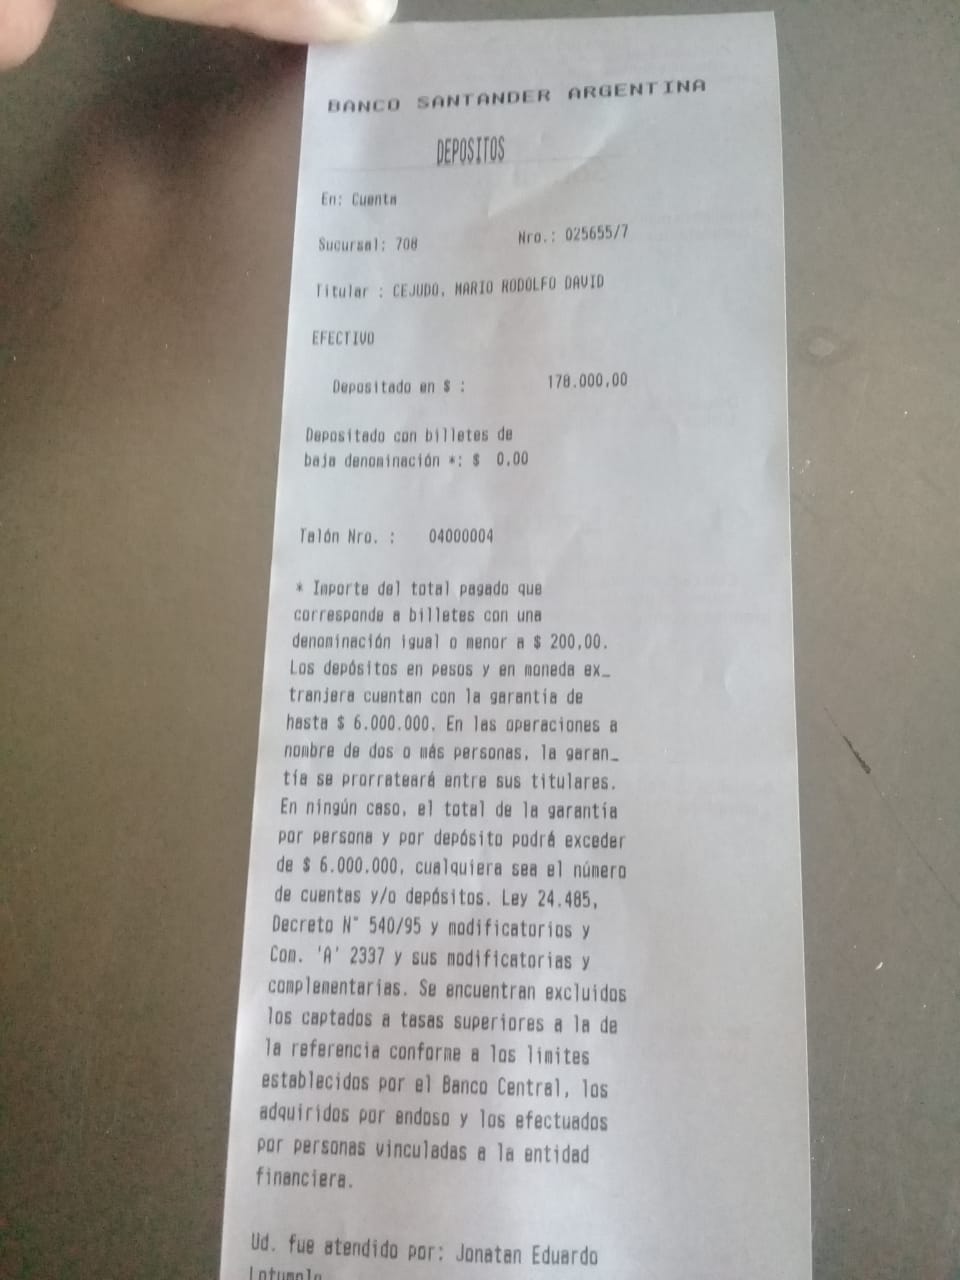 BANCO SANTANDER ARGENTINA
DEPOSITOS
En: Cuenta
Sucursal: 708 Nro.: 025655/7
Titular : CEJUDO, MARIO RODOLFO DAVID
EFECTIVO
Depositado en $ : 178.000,00
Depositado con billetes de
baja denominación *: $ 0,00
Talón Nro. : 04000004
* Importe del total pagado que
corresponde a billetes con una
denominación igual o menor a $ 200,00.
Los depósitos en pesos y en moneda ex_
tranjera cuentan con la garantía de
hasta $ 6.000.000. En las operaciones a
nombre de dos o más personas, la garan_
tía se prorrateará entre sus titulares.
En ningún caso, el total de la garantía
por persona y por depósito podrá exceder
de $ 6.000.000, cualquiera sea el número
de cuentas y/o depósitos. Ley 24.485,
Decreto N° 540/95 y modificatorios y
Com. 'A' 2337 y sus modificatorias y
complementarias. Se encuentran excluidos
los captados a tasas superiores a la de
la referencia conforme a los limites
establecidos por el Banco Central, los
adquiridos por endoso y los efectuados
por personas vinculadas a la entidad
financiera.
Ud. fue atendido por: Jonatan Eduardo